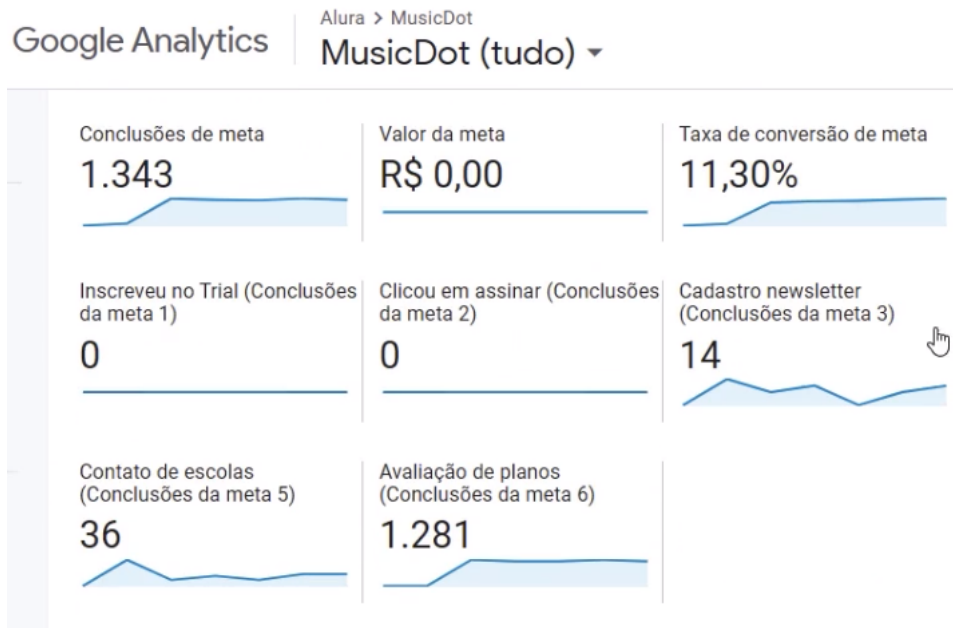 Google Analytics
Alura > MusicDot
MusicDot (tudo)
Conclusões de meta
1.343
Valor da meta
R$ 0,00
Taxa de conversão de meta
11,30%
Inscreveu no Trial (Conclusões
da meta 1)
0
Clicou em assinar (Conclusões
da meta 2)
0
Cadastro newsletter
(Conclusões da meta 3)
14
Contato de escolas
(Conclusões da meta 5)
36
Avaliação de planos
(Conclusões da meta 6)
1.281